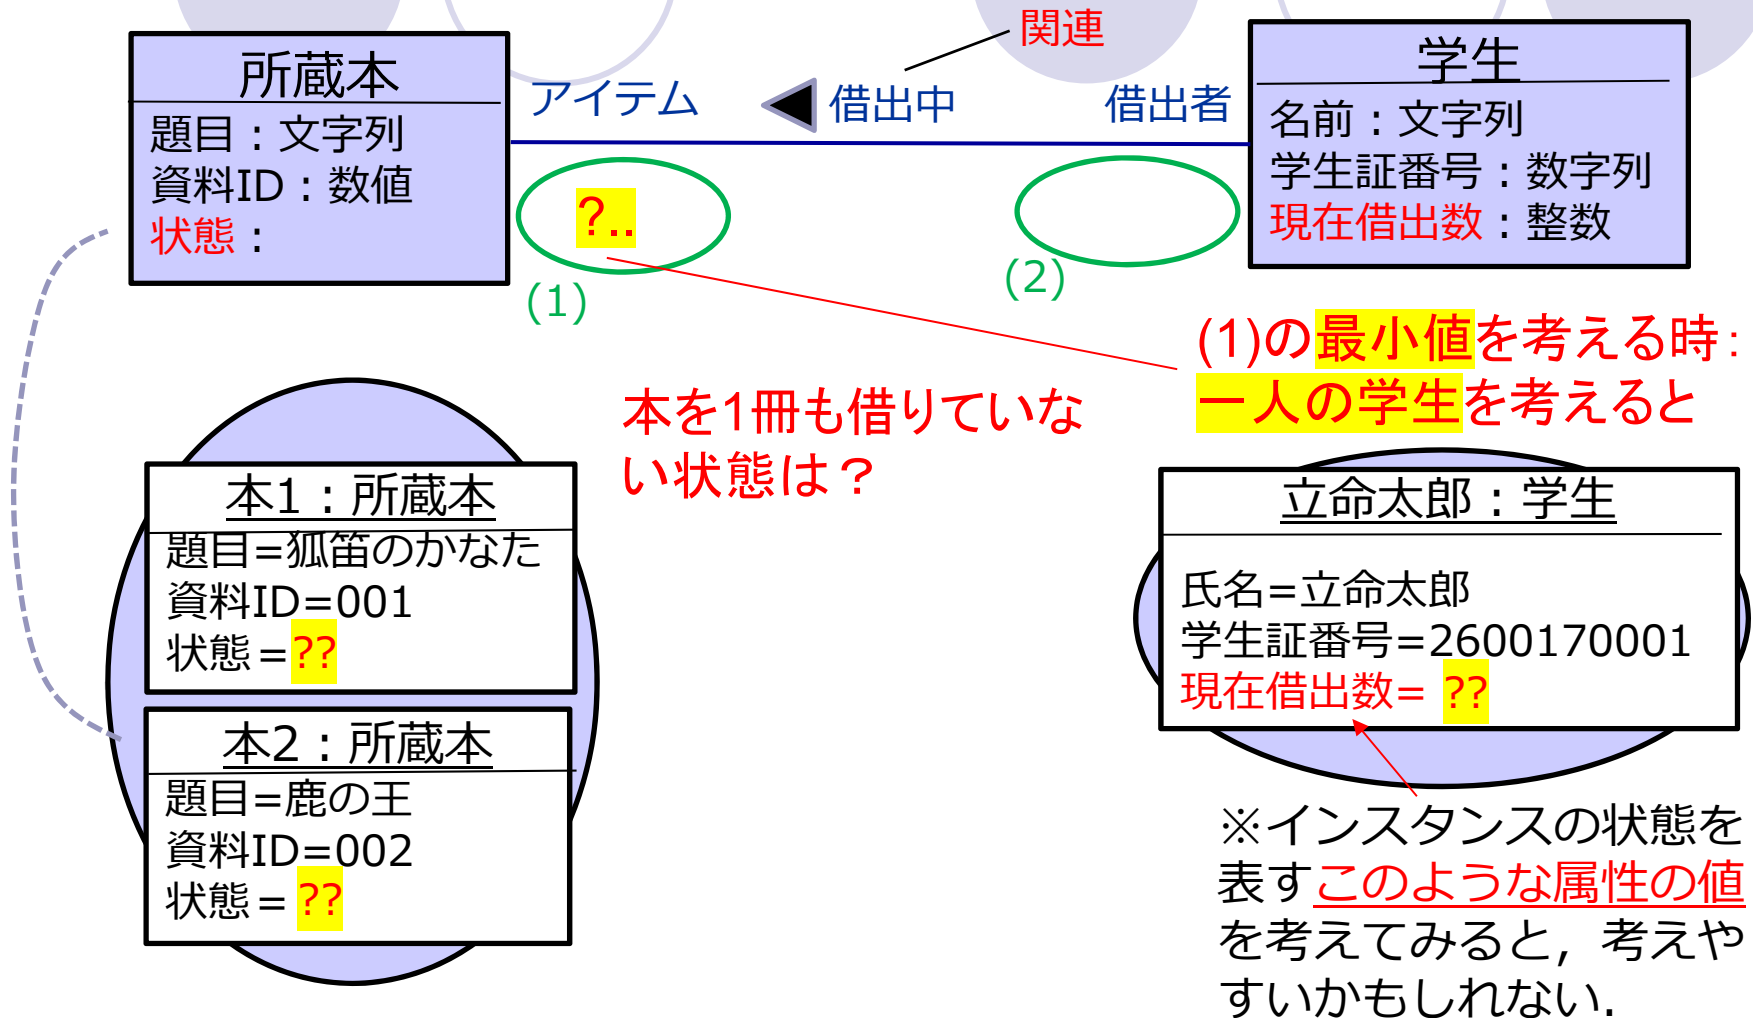 関連
所蔵本
題目：文字列
資料ID：数値
状態：
アイテム
借出中
借出者
学生
名前：文字列
学生証番号：数字列
現在借出数：整数
?..
(1)
(2)
(1)の最小値を考える時：
一人の学生を考えると
本を1冊も借りていな
い状態は？
本1：所蔵本
題目=狐笛のかなた
資料ID=001
状態=??
本2：所蔵本
題目=鹿の王
資料ID=002
状態=??
立命太郎：学生
氏名=立命太郎
学生証番号=2600170001
現在借出数= ??
※インスタンスの状態を
表すこのような属性の値
を考えてみると，考えや
すいかもしれない．